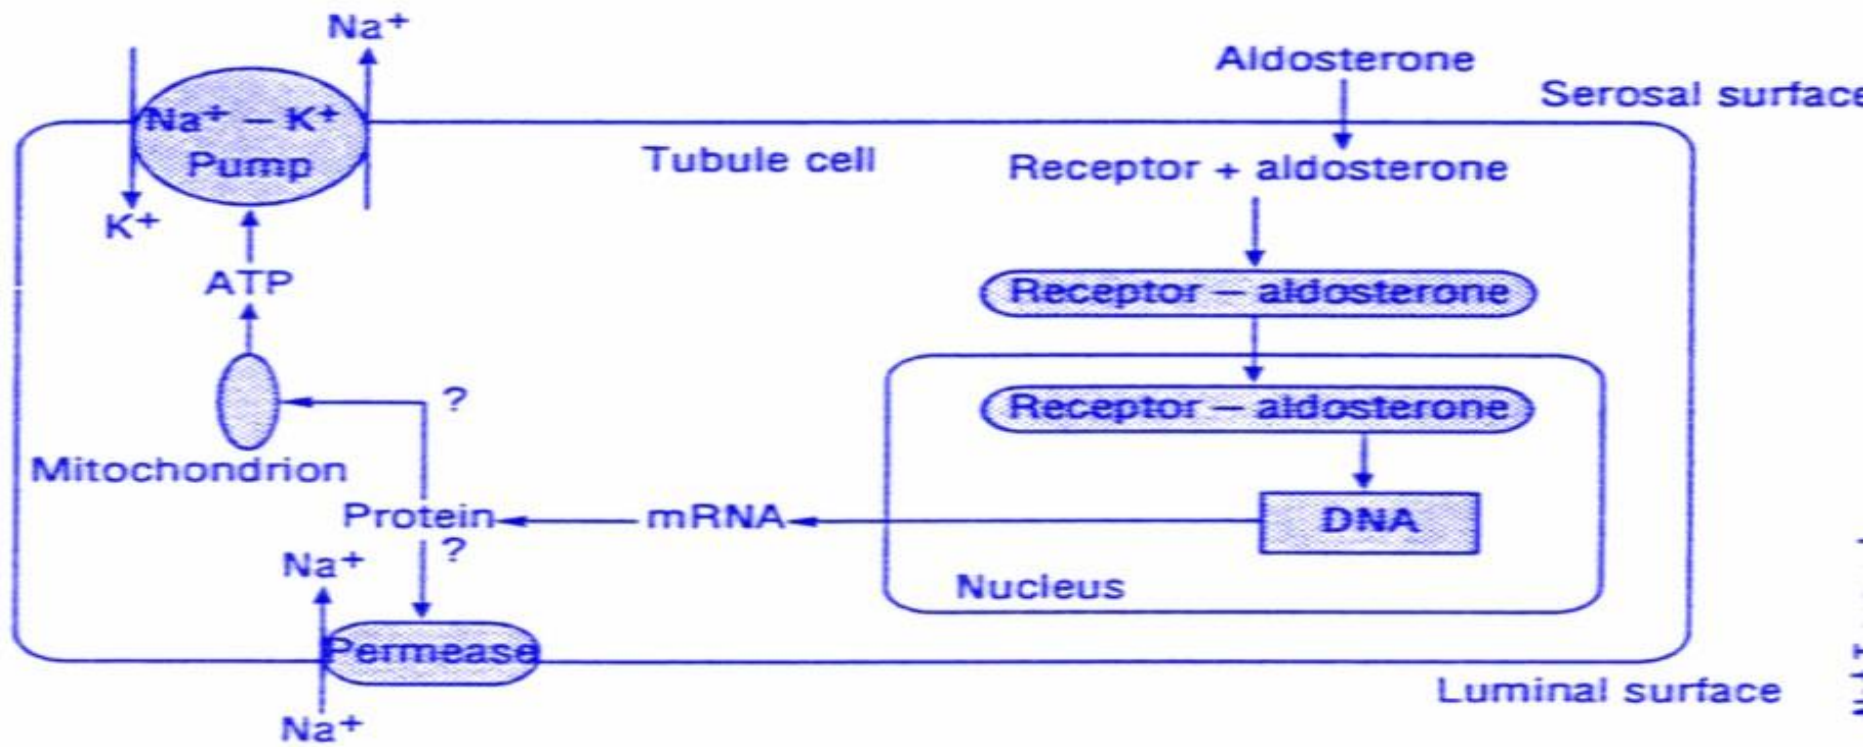 Na⁺
Aldosterone
Serosal surface
Na⁺ – K⁺
Pump
Tubule cell
Receptor + aldosterone
K⁺
ATP
Receptor – aldosterone
?
Receptor – aldosterone
Mitochondrion
Protein
mRNA
DNA
?
Na⁺
Nucleus
Permease
Luminal surface
Na⁺